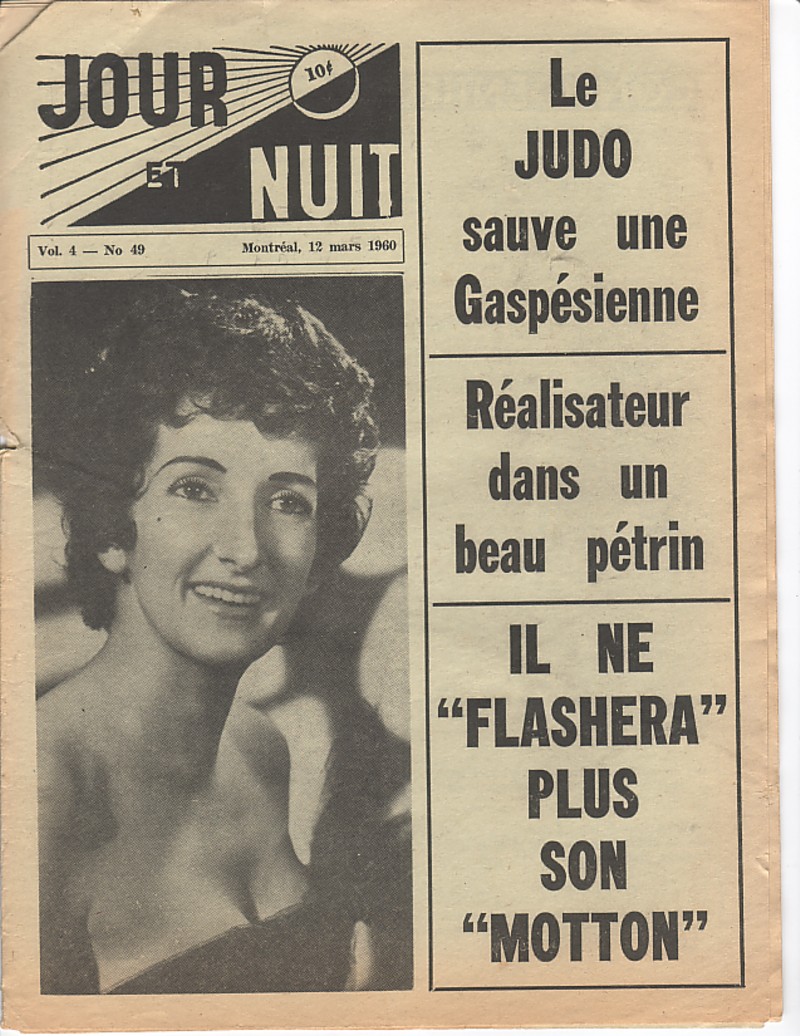 JOUR
10¢
ET NUIT
Vol. 4 — No 49 Montréal, 12 mars 1960
Le
JUDO
sauve une
Gaspésienne
Réalisateur
dans un
beau pétrin
IL NE
“FLASHERA”
PLUS
SON
“MOTTON”